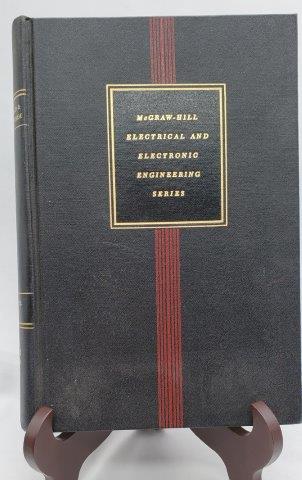 McGRAW-HILL
ELECTRICAL AND
ELECTRONIC
ENGINEERING
SERIES